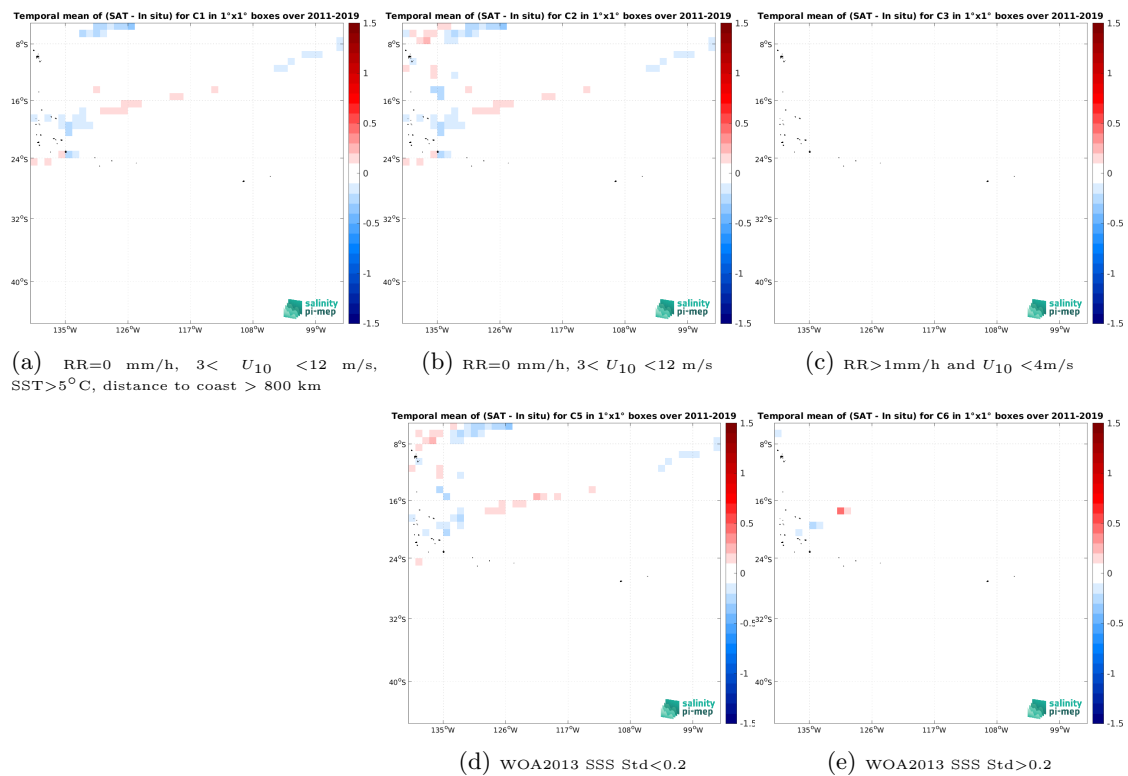 Temporal mean of (SAT - In situ) for C1 in 1°x1° boxes over 2011-2019
8°S
16°S
24°S
32°S
40°S
135°W 126°W 117°W 108°W 99°W
1.5
1
0.5
0
-0.5
-1
-1.5
salinity
pi-mep
(a) RR=0 mm/h, 3< U10 <12 m/s,
SST>5°C, distance to coast > 800 km
Temporal mean of (SAT - In situ) for C2 in 1°x1° boxes over 2011-2019
8°S
16°S
24°S
32°S
40°S
135°W 126°W 117°W 108°W 99°W
1.5
1
0.5
0
-0.5
-1
-1.5
salinity
pi-mep
(b) RR=0 mm/h, 3< U10 <12 m/s
Temporal mean of (SAT - In situ) for C3 in 1°x1° boxes over 2011-2019
8°S
16°S
24°S
32°S
40°S
135°W 126°W 117°W 108°W 99°W
1.5
1
0.5
0
-0.5
-1
-1.5
salinity
pi-mep
(c) RR>1mm/h and U10 <4m/s
Temporal mean of (SAT - In situ) for C5 in 1°x1° boxes over 2011-2019
8°S
16°S
24°S
32°S
40°S
135°W 126°W 117°W 108°W 99°W
1.5
1
0.5
0
-0.5
-1
-1.5
salinity
pi-mep
(d) WOA2013 SSS Std<0.2
Temporal mean of (SAT - In situ) for C6 in 1°x1° boxes over 2011-2019
8°S
16°S
24°S
32°S
40°S
135°W 126°W 117°W 108°W 99°W
1.5
1
0.5
0
-0.5
-1
-1.5
salinity
pi-mep
(e) WOA2013 SSS Std>0.2